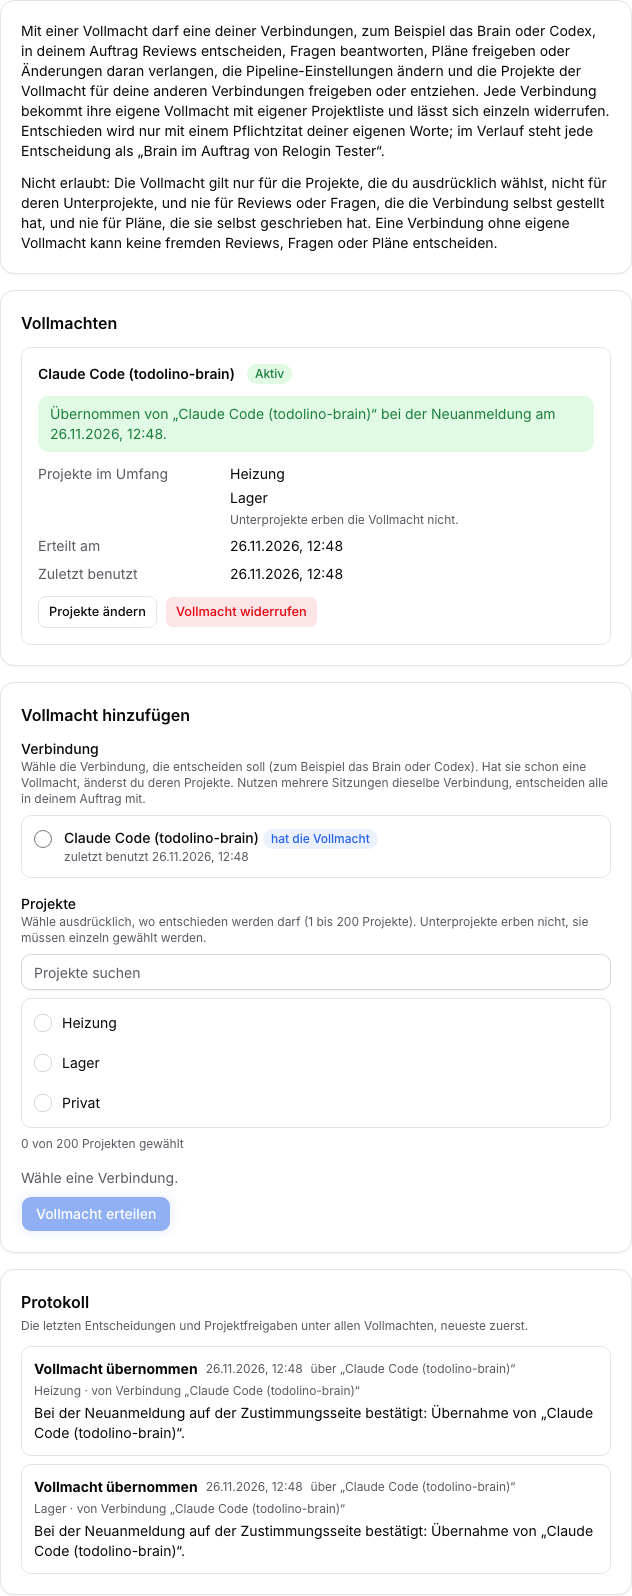 Mit einer Vollmacht darf eine deiner Verbindungen, zum Beispiel das Brain oder Codex,
in deinem Auftrag Reviews entscheiden, Fragen beantworten, Pläne freigeben oder
Änderungen daran verlangen, die Pipeline-Einstellungen ändern und die Projekte der
Vollmacht für deine anderen Verbindungen freigeben oder entziehen. Jede Verbindung
bekommt ihre eigene Vollmacht mit eigener Projektliste und lässt sich einzeln widerrufen.
Entschieden wird nur mit einem Pflichtzitat deiner eigenen Worte; im Verlauf steht jede
Entscheidung als „Brain im Auftrag von Relogin Tester“.
Nicht erlaubt: Die Vollmacht gilt nur für die Projekte, die du ausdrücklich wählst, nicht für
deren Unterprojekte, und nie für Reviews oder Fragen, die die Verbindung selbst gestellt
hat, und nie für Pläne, die sie selbst geschrieben hat. Eine Verbindung ohne eigene
Vollmacht kann keine fremden Reviews, Fragen oder Pläne entscheiden.
Vollmachten
Claude Code (todolino-brain) Aktiv
Übernommen von „Claude Code (todolino-brain)“ bei der Neuanmeldung am
26.11.2026, 12:48.
Projekte im Umfang Heizung
Lager
Unterprojekte erben die Vollmacht nicht.
Erteilt am 26.11.2026, 12:48
Zuletzt benutzt 26.11.2026, 12:48
Projekte ändern Vollmacht widerrufen
Vollmacht hinzufügen
Verbindung
Wähle die Verbindung, die entscheiden soll (zum Beispiel das Brain oder Codex). Hat sie schon eine
Vollmacht, änderst du deren Projekte. Nutzen mehrere Sitzungen dieselbe Verbindung, entscheiden alle
in deinem Auftrag mit.
Claude Code (todolino-brain) hat die Vollmacht
zuletzt benutzt 26.11.2026, 12:48
Projekte
Wähle ausdrücklich, wo entschieden werden darf (1 bis 200 Projekte). Unterprojekte erben nicht, sie
müssen einzeln gewählt werden.
Projekte suchen
Heizung
Lager
Privat
0 von 200 Projekten gewählt
Wähle eine Verbindung.
Vollmacht erteilen
Protokoll
Die letzten Entscheidungen und Projektfreigaben unter allen Vollmachten, neueste zuerst.
Vollmacht übernommen 26.11.2026, 12:48 über „Claude Code (todolino-brain)“
Heizung · von Verbindung „Claude Code (todolino-brain)“
Bei der Neuanmeldung auf der Zustimmungsseite bestätigt: Übernahme von „Claude
Code (todolino-brain)“.
Vollmacht übernommen 26.11.2026, 12:48 über „Claude Code (todolino-brain)“
Lager · von Verbindung „Claude Code (todolino-brain)“
Bei der Neuanmeldung auf der Zustimmungsseite bestätigt: Übernahme von „Claude
Code (todolino-brain)“.